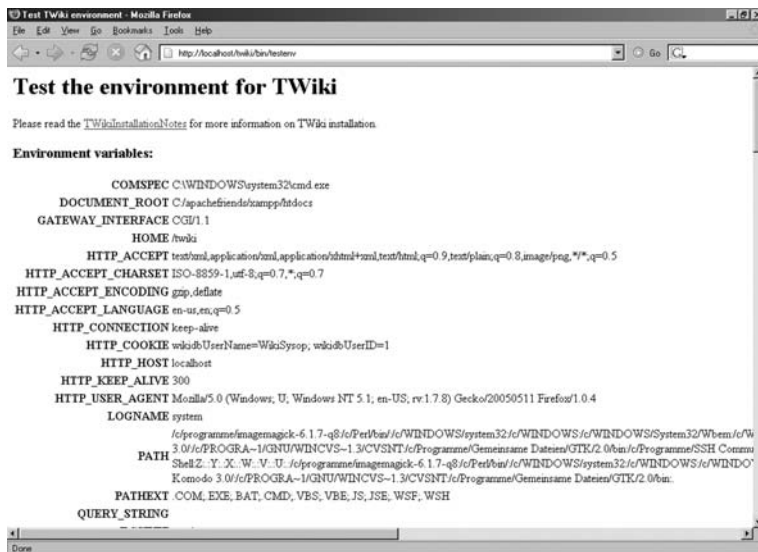 Test TWiki environment - Mozilla Firefox
File Edit View Go Bookmarks Tools Help
http://localhost/twiki/bin/testenv Go
Test the environment for TWiki
Please read the TWikiInstallationNotes for more information on TWiki installation.
Environment variables:
COMSPEC C:\WINDOWS\system32\cmd.exe
DOCUMENT_ROOT C:/apachefriends/xampp/htdocs
GATEWAY_INTERFACE CGI/1.1
HOME /twiki
HTTP_ACCEPT text/xml,application/xml,application/xhtml+xml,text/html;q=0.9,text/plain;q=0.8,image/png,*/*;q=0.5
HTTP_ACCEPT_CHARSET ISO-8859-1,utf-8;q=0.7,*;q=0.7
HTTP_ACCEPT_ENCODING gzip,deflate
HTTP_ACCEPT_LANGUAGE en-us,en;q=0.5
HTTP_CONNECTION keep-alive
HTTP_COOKIE wikidbUserName=WikiSysop; wikidbUserID=1
HTTP_HOST localhost
HTTP_KEEP_ALIVE 300
HTTP_USER_AGENT Mozilla/5.0 (Windows; U; Windows NT 5.1; en-US; rv:1.7.8) Gecko/20050511 Firefox/1.0.4
LOGNAME system
/c/programme/imagemagick-6.1.7-q8:/c/Perl/bin/:/c/WINDOWS/system32:/c/WINDOWS:/c/WINDOWS/System32/Wbem:/c/W
3.0/:/c/PROGRA~1/GNU/WINCVS~1.3/CVSNT:/c/Programme/Gemeinsame Dateien/GTK/2.0/bin:/c/Programme/SSH Commu
PATH Shell:Z:.:Y:.:X:.:W:.:V:.:U:.:/c/programme/imagemagick-6.1.7-q8:/c/Perl/bin/:/c/WINDOWS/system32:/c/WINDOWS:/c/WINDO
Komodo 3.0/:/c/PROGRA~1/GNU/WINCVS~1.3/CVSNT:/c/Programme/Gemeinsame Dateien/GTK/2.0/bin:.
PATHEXT .COM;.EXE;.BAT;.CMD;.VBS;.VBE;.JS;.JSE;.WSF;.WSH
QUERY_STRING
Done